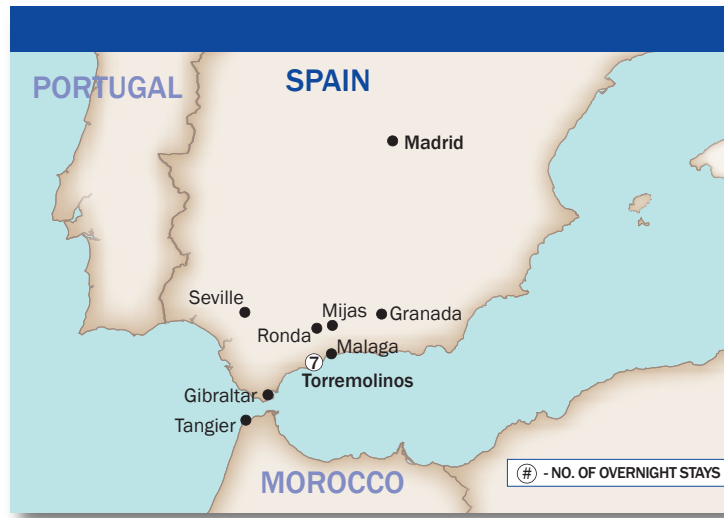 PORTUGAL
SPAIN
Madrid
Seville
Mijas
Granada
Ronda
Malaga
7
Torremolinos
Gibraltar
Tangier
MOROCCO
# - NO. OF OVERNIGHT STAYS